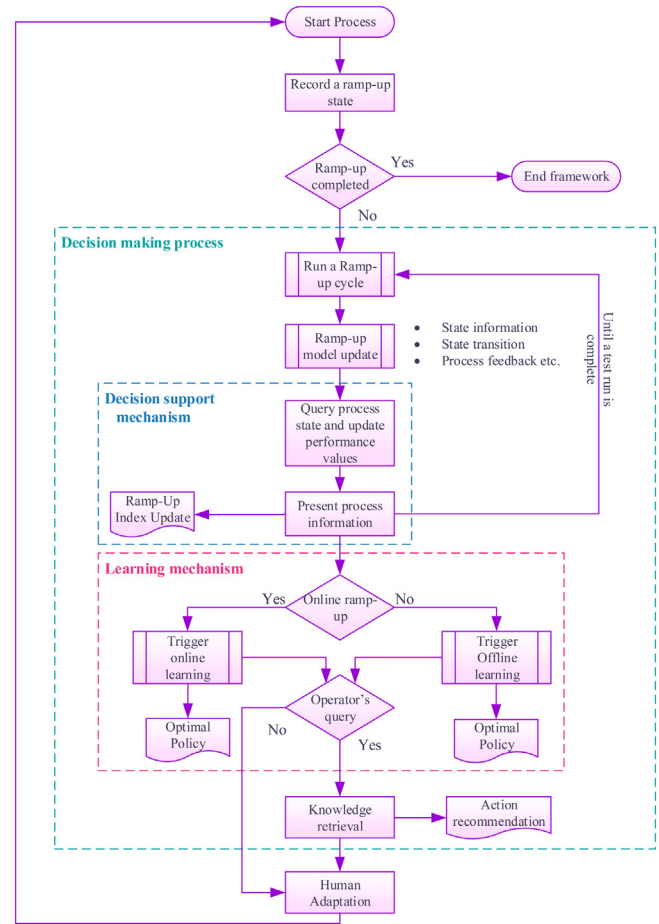 Start Process
Record a ramp-up
state
Ramp-up
completed
Yes
End framework
No
Decision making process
Run a Ramp-
up cycle
Until a test run is
complete
Ramp-up
model update
• State information
• State transition
• Process feedback etc.
Decision support
mechanism
Query process
state and update
performance
values
Ramp-Up
Index Update
Present process
information
Learning mechanism
Yes
Online ramp-
up
No
Trigger
online
learning
Trigger
Offline
learning
Operator's
query
Optimal
Policy
No
Yes
Optimal
Policy
Knowledge
retrieval
Action
recommendation
Human
Adaptation